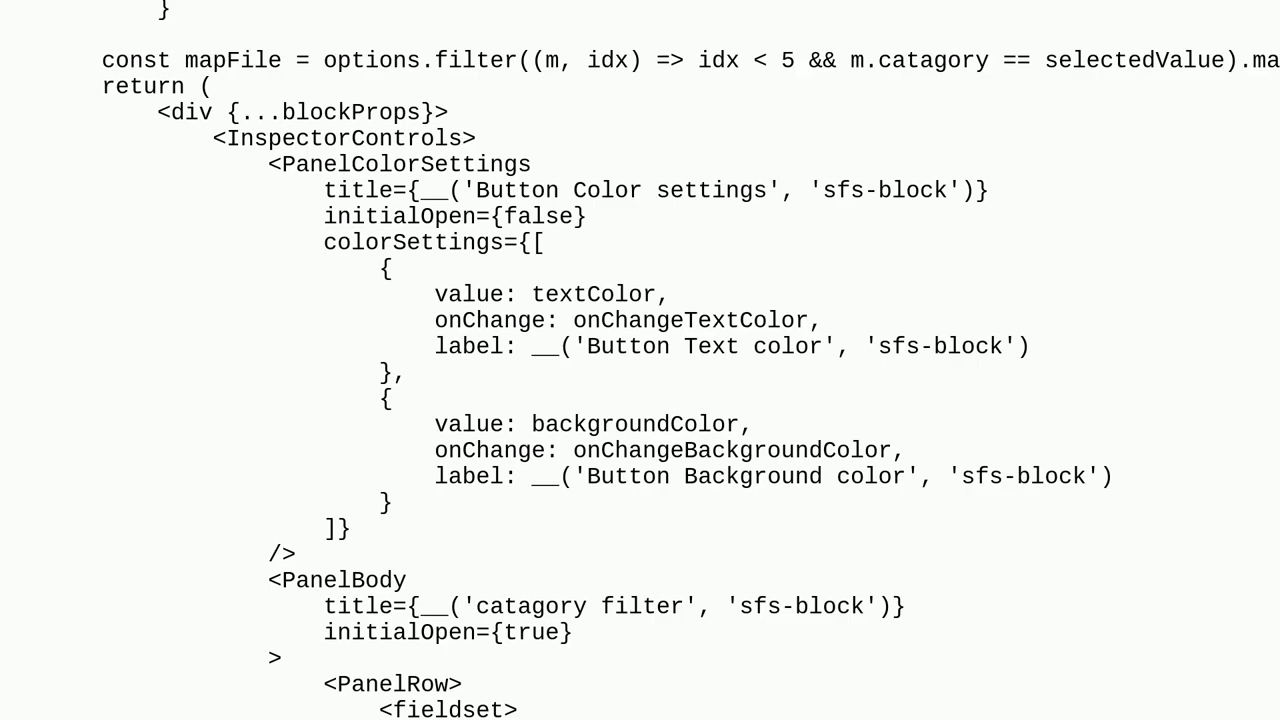 }
const mapFile = options.filter((m, idx) => idx < 5 && m.catagory == selectedValue).ma
return (
<div {...blockProps}>
<InspectorControls>
<PanelColorSettings
title={__('Button Color settings', 'sfs-block')}
initialOpen={false}
colorSettings={[
{
value: textColor,
onChange: onChangeTextColor,
label: __('Button Text color', 'sfs-block')
},
{
value: backgroundColor,
onChange: onChangeBackgroundColor,
label: __('Button Background color', 'sfs-block')
}
]}
/>
<PanelBody
title={__('catagory filter', 'sfs-block')}
initialOpen={true}
>
<PanelRow>
<fieldset>